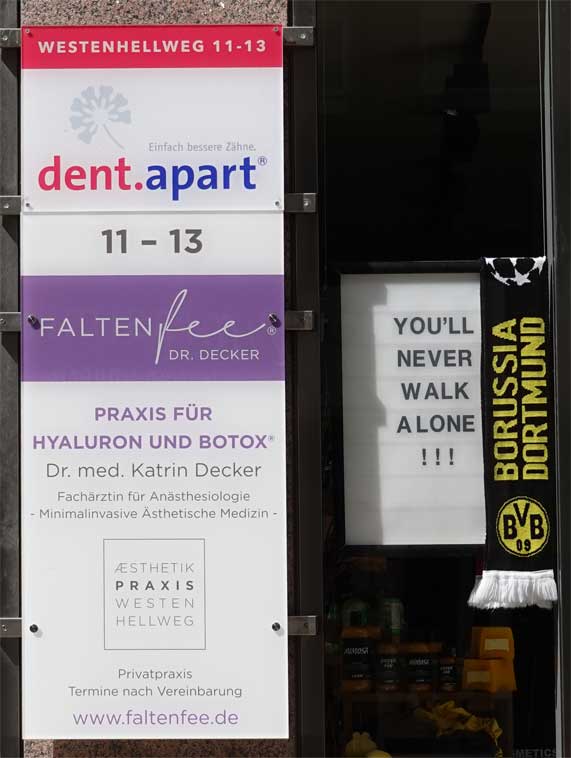 WESTENHELLWEG 11-13
Einfach bessere Zähne.
dent.apart®
11 – 13
FALTENfee®
DR. DECKER
PRAXIS FÜR
HYALURON UND BOTOX®
Dr. med. Katrin Decker
Fachärztin für Anästhesiologie
- Minimalinvasive Ästhetische Medizin -
ÆSTHETIK
PRAXIS
WESTEN
HELLWEG
Privatpraxis
Termine nach Vereinbarung
www.faltenfee.de
YOU'LL
NEVER
WALK
ALONE
!!!
BORUSSIA
DORTMUND
BVB
09